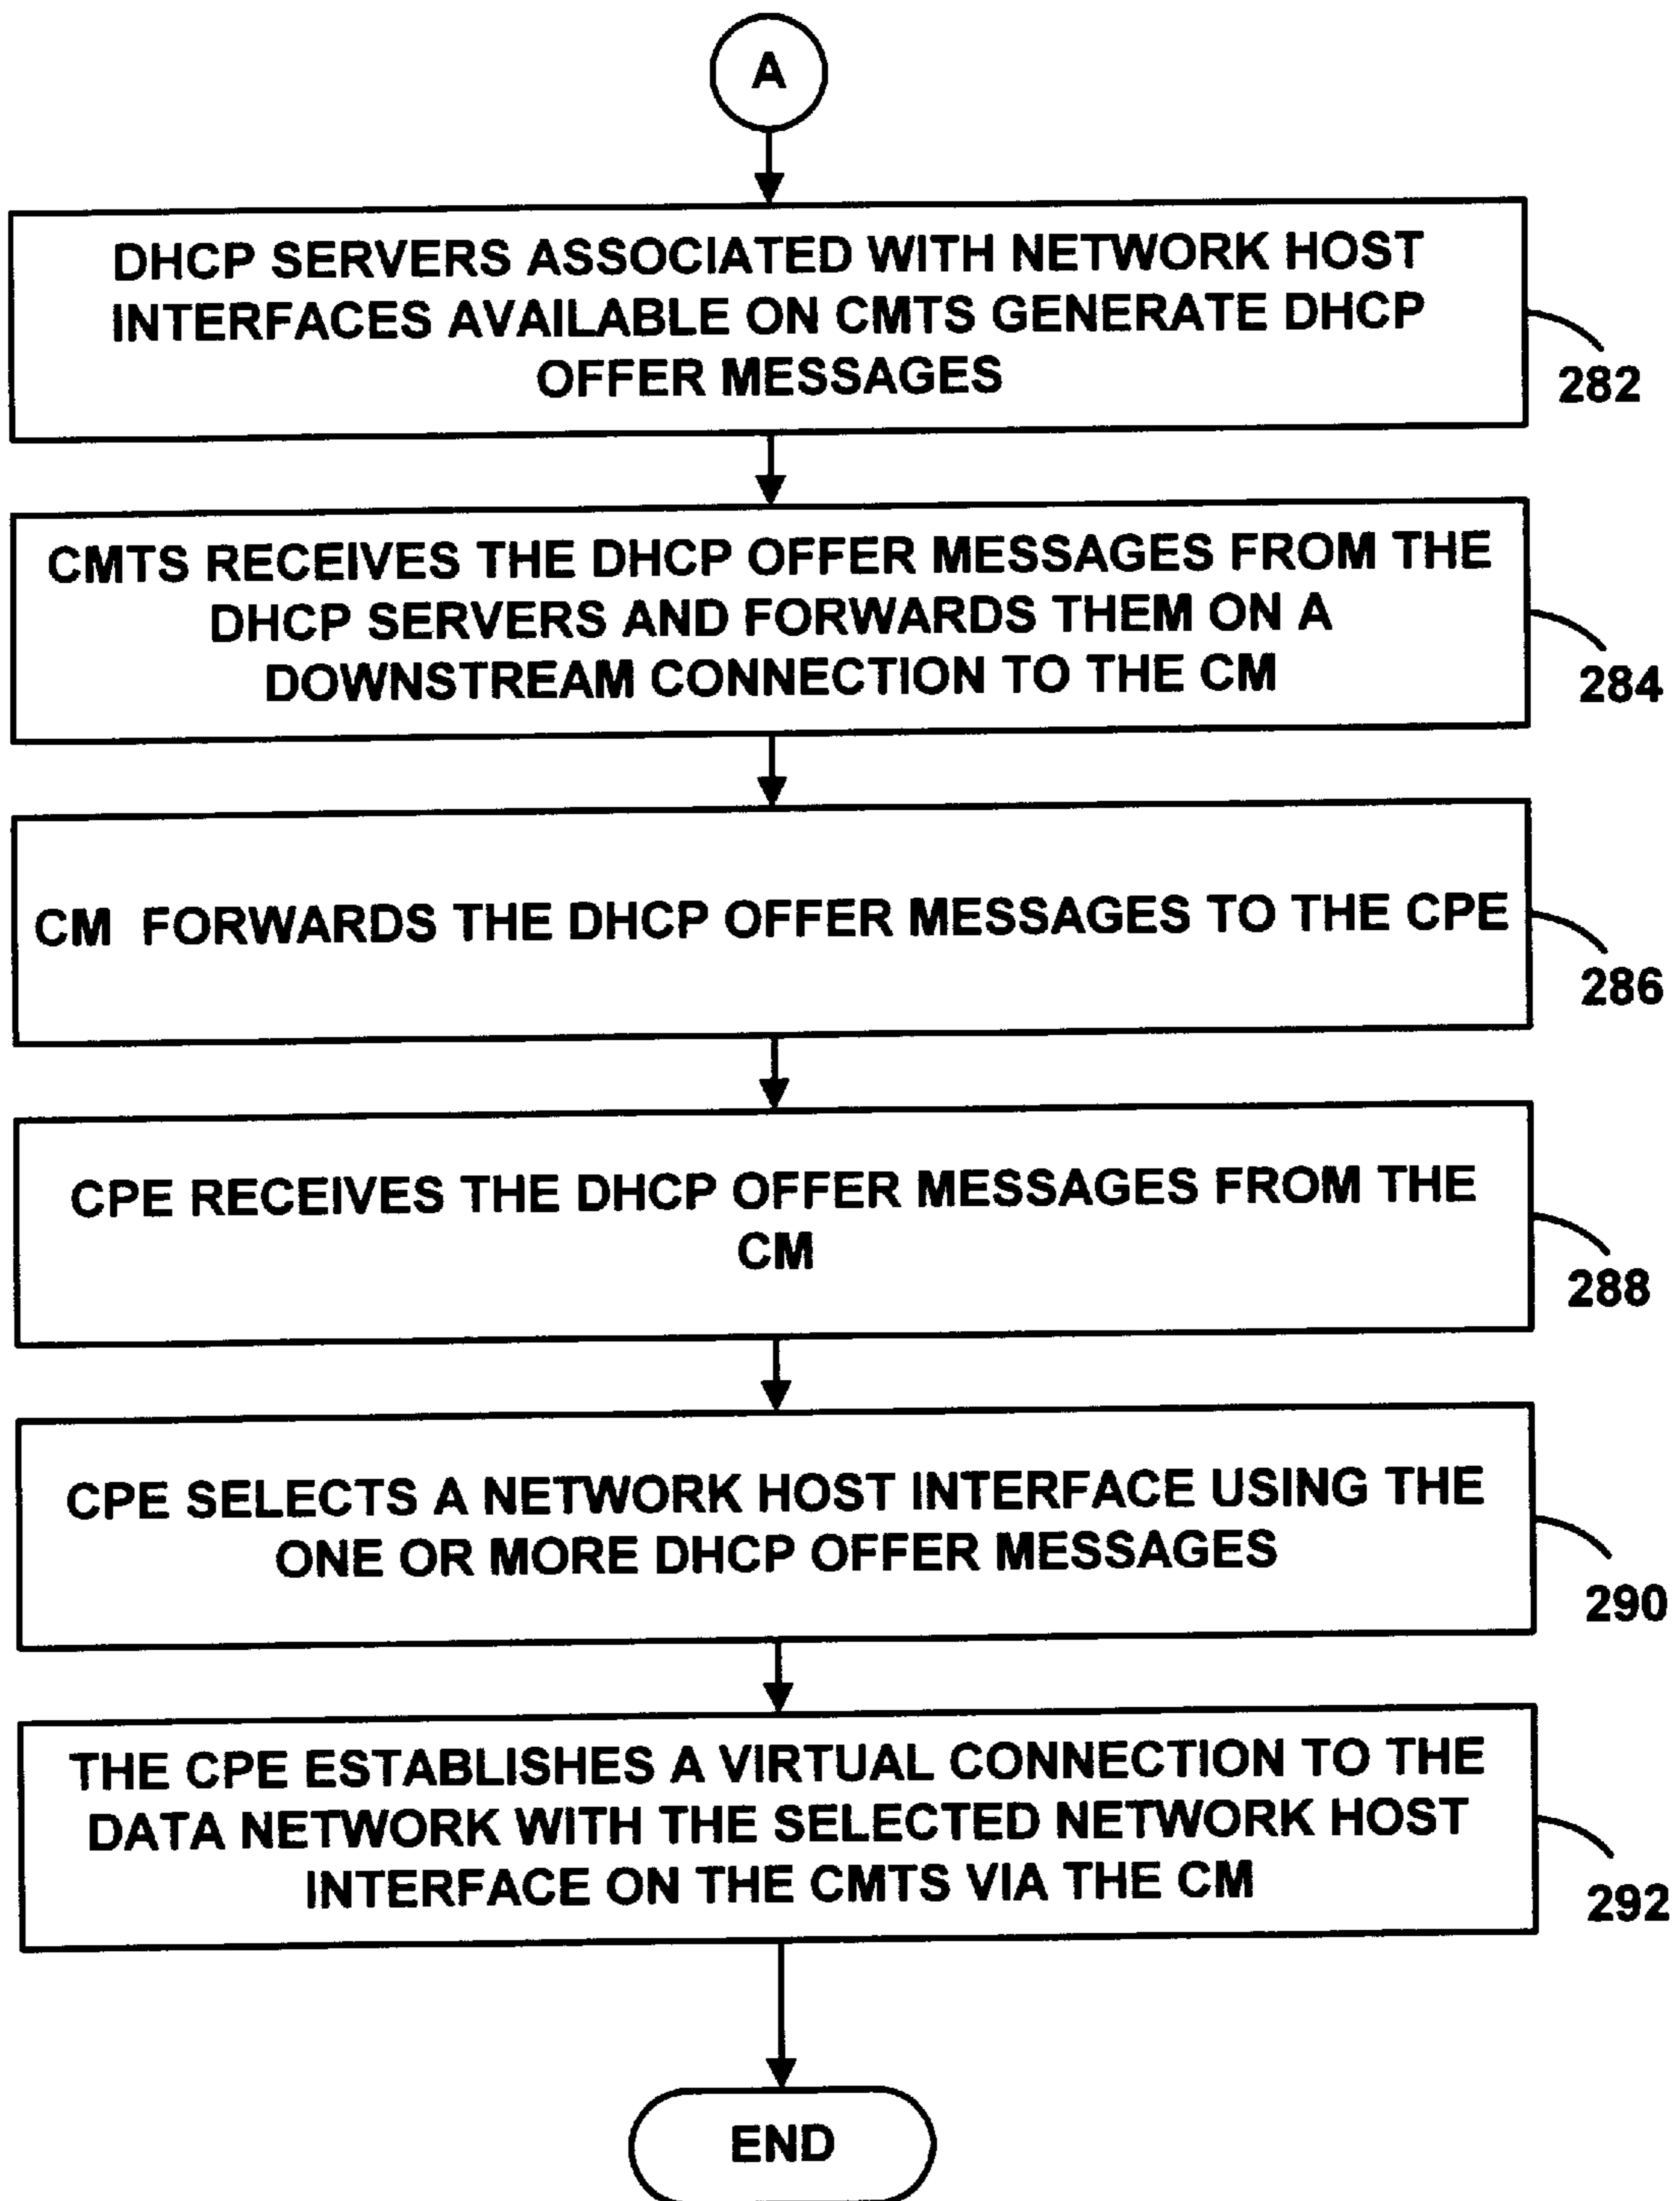 A
DHCP SERVERS ASSOCIATED WITH NETWORK HOST
INTERFACES AVAILABLE ON CMTS GENERATE DHCP
OFFER MESSAGES
282
CMTS RECEIVES THE DHCP OFFER MESSAGES FROM THE
DHCP SERVERS AND FORWARDS THEM ON A
DOWNSTREAM CONNECTION TO THE CM
284
CM FORWARDS THE DHCP OFFER MESSAGES TO THE CPE
286
CPE RECEIVES THE DHCP OFFER MESSAGES FROM THE
CM
288
CPE SELECTS A NETWORK HOST INTERFACE USING THE
ONE OR MORE DHCP OFFER MESSAGES
290
THE CPE ESTABLISHES A VIRTUAL CONNECTION TO THE
DATA NETWORK WITH THE SELECTED NETWORK HOST
INTERFACE ON THE CMTS VIA THE CM
292
END